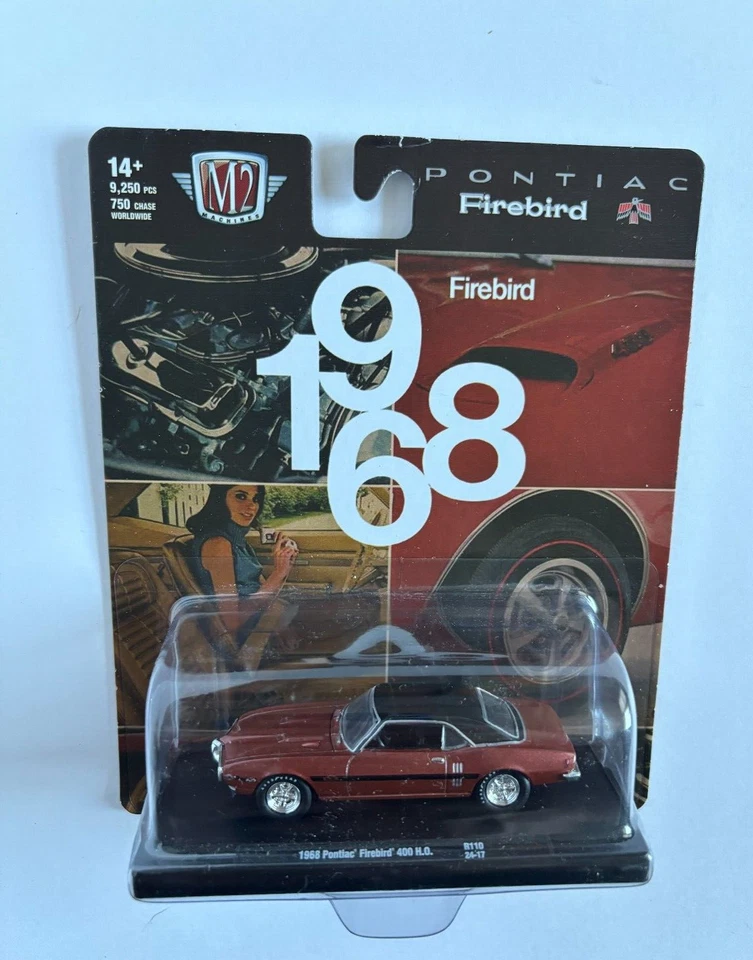 14+
9,250 PCS
750 CHASE
WORLDWIDE
M2
MACHINES
PONTIAC
Firebird
Firebird
1968
1968 Pontiac® Firebird® 400 H.O.
R110
24-17